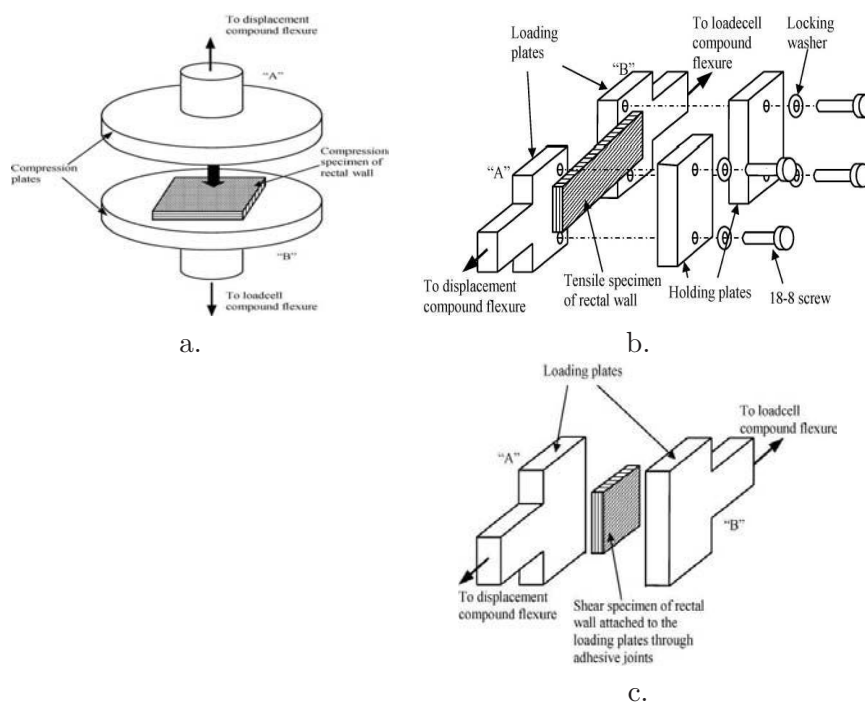 To displacement
compound flexure
“A”
Compression
plates
Compression
specimen of
rectal wall
“B”
To loadcell
compound flexure
a.
Loading
plates
“A”
“B”
To loadcell
compound
flexure
Locking
washer
To displacement
compound flexure
Tensile specimen
of rectal wall
Holding plates
18-8 screw
b.
Loading plates
“A”
To loadcell
compound flexure
“B”
To displacement
compound flexure
Shear specimen of rectal
wall attached to the
loading plates through
adhesive joints
c.